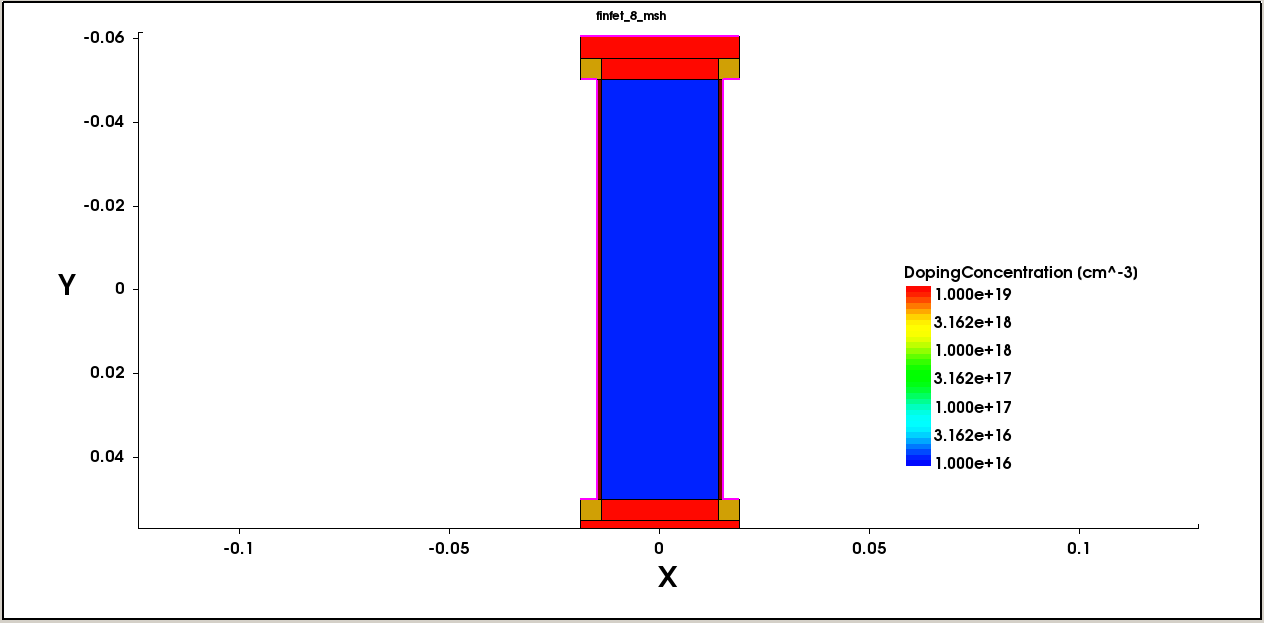 finfet_8_msh
-0.06
-0.04
-0.02
Y
0
0.02
0.04
DopingConcentration (cm^-3)
1.000e+19
3.162e+18
1.000e+18
3.162e+17
1.000e+17
3.162e+16
1.000e+16
-0.1 -0.05 0 0.05 0.1
X